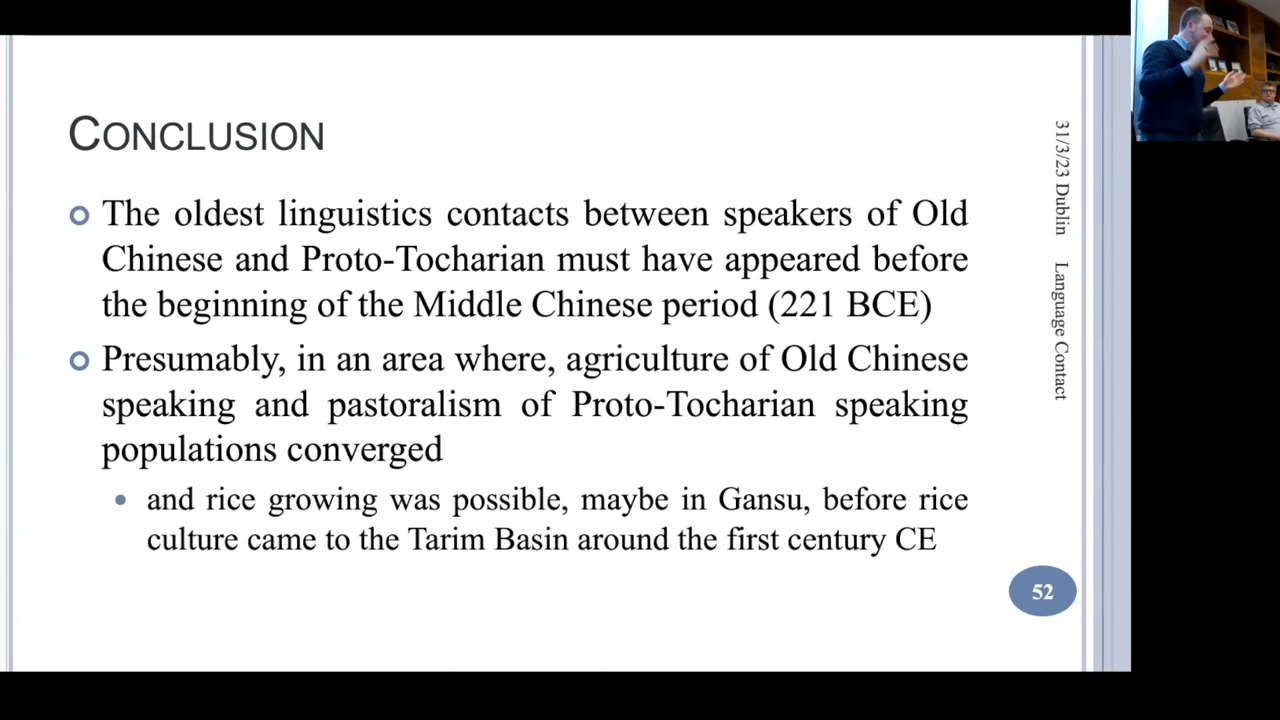 CONCLUSION
The oldest linguistics contacts between speakers of Old
Chinese and Proto-Tocharian must have appeared before
the beginning of the Middle Chinese period (221 BCE)
Presumably, in an area where, agriculture of Old Chinese
speaking and pastoralism of Proto-Tocharian speaking
populations converged
and rice growing was possible, maybe in Gansu, before rice
culture came to the Tarim Basin around the first century CE
31/3/23 Dublin Language Contact
52